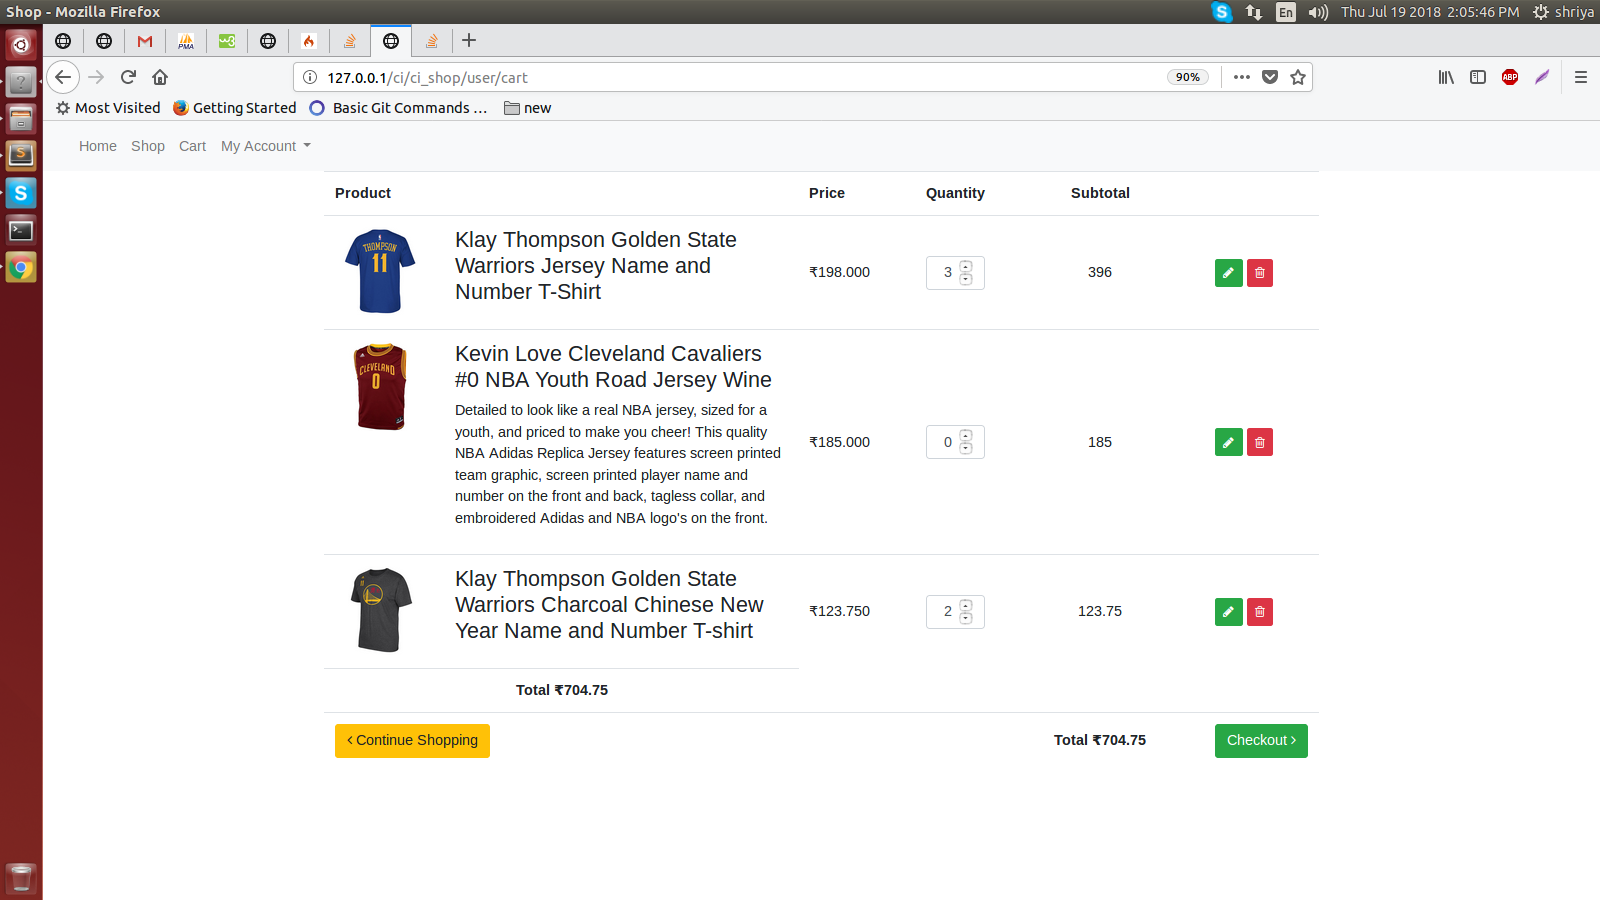 Shop - Mozilla Firefox
En
Thu Jul 19 2018 2:05:46 PM
shriya
127.0.0.1/ci/ci_shop/user/cart
90%
ABP
Most Visited
Getting Started
Basic Git Commands ...
new
Home
Shop
Cart
My Account
Product
Price
Quantity
Subtotal
THOMPSON
11
Klay Thompson Golden State
Warriors Jersey Name and
Number T-Shirt
₹198.000
3
396
CLEVELAND
0
Kevin Love Cleveland Cavaliers
#0 NBA Youth Road Jersey Wine
Detailed to look like a real NBA jersey, sized for a
youth, and priced to make you cheer! This quality
NBA Adidas Replica Jersey features screen printed
team graphic, screen printed player name and
number on the front and back, tagless collar, and
embroidered Adidas and NBA logo's on the front.
₹185.000
0
185
Klay Thompson Golden State
Warriors Charcoal Chinese New
Year Name and Number T-shirt
₹123.750
2
123.75
Total ₹704.75
Continue Shopping
Total ₹704.75
Checkout